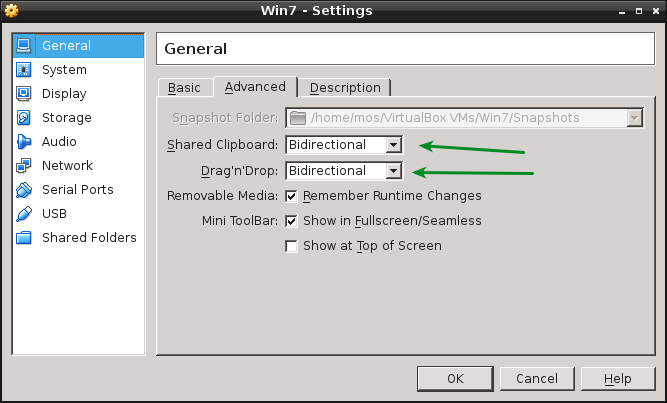 Win7 - Settings
General
System
Display
Storage
Audio
Network
Serial Ports
USB
Shared Folders
General
Basic Advanced Description
Snapshot Folder: /home/mos/VirtualBox VMs/Win7/Snapshots
Shared Clipboard: Bidirectional
Drag'n'Drop: Bidirectional
Removable Media: Remember Runtime Changes
Mini ToolBar: Show in Fullscreen/Seamless
Show at Top of Screen
OK Cancel Help